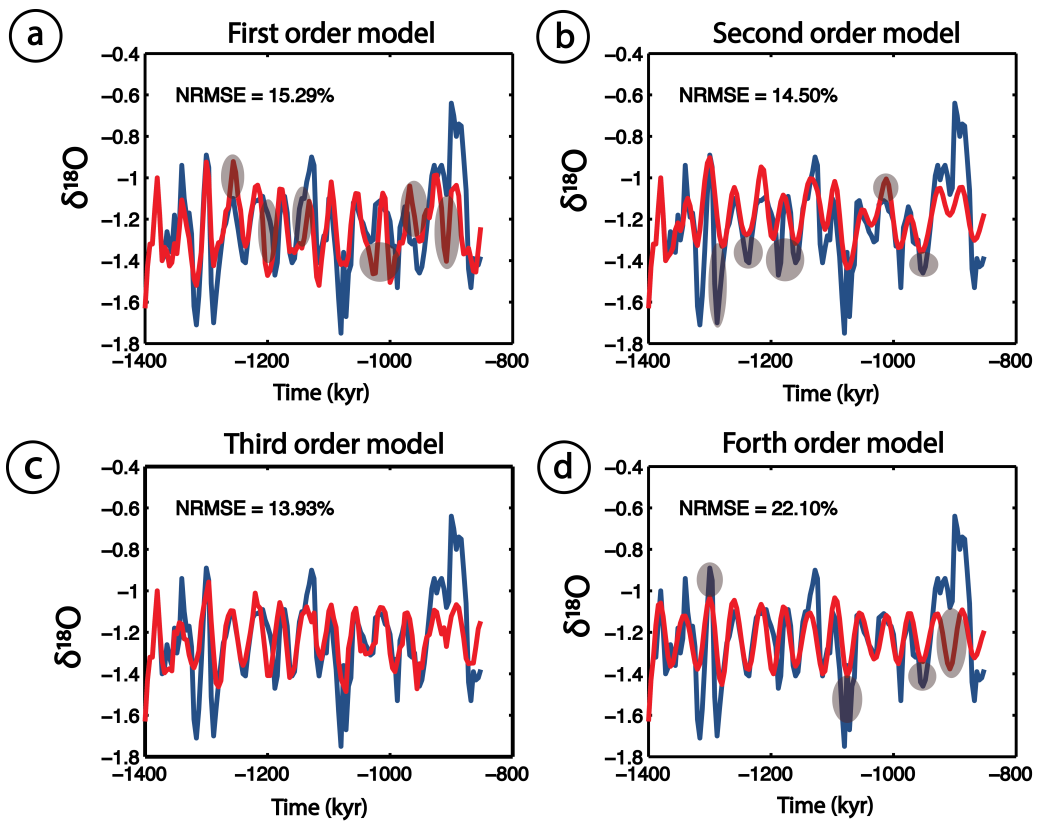 a
First order model
NRMSE = 15.29%
δ¹⁸O
−0.4
−0.6
−0.8
−1
−1.2
−1.4
−1.6
−1.8
−1400
−1200
−1000
−800
Time (kyr)
b
Second order model
NRMSE = 14.50%
δ¹⁸O
−0.4
−0.6
−0.8
−1
−1.2
−1.4
−1.6
−1.8
−1400
−1200
−1000
−800
Time (kyr)
c
Third order model
NRMSE = 13.93%
δ¹⁸O
−0.4
−0.6
−0.8
−1
−1.2
−1.4
−1.6
−1.8
−1400
−1200
−1000
−800
Time (kyr)
d
Forth order model
NRMSE = 22.10%
δ¹⁸O
−0.4
−0.6
−0.8
−1
−1.2
−1.4
−1.6
−1.8
−1400
−1200
−1000
−800
Time (kyr)